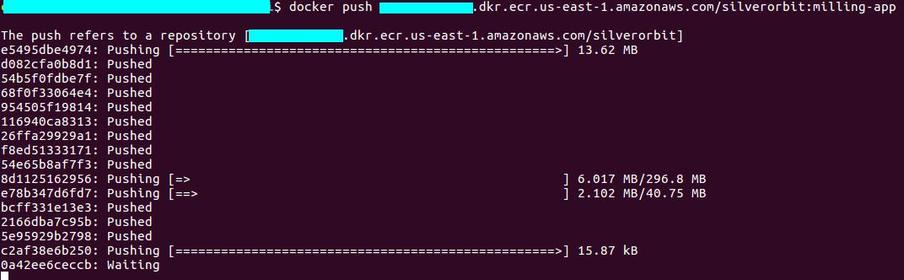 $ docker push .dkr.ecr.us-east-1.amazonaws.com/silverorbit:milling-app
The push refers to a repository [ .dkr.ecr.us-east-1.amazonaws.com/silverorbit]
e5495dbe4974: Pushing [==================================================>] 13.62 MB
d082cfa0b8d1: Pushed
54b5f0fdbe7f: Pushed
68f0f33064e4: Pushed
954505f19814: Pushed
116940ca8313: Pushed
26ffa29929a1: Pushed
f8ed51333171: Pushed
54e65b8af7f3: Pushed
8d1125162956: Pushing [=> ] 6.017 MB/296.8 MB
e78b347d6fd7: Pushing [==> ] 2.102 MB/40.75 MB
bcff331e13e3: Pushed
2166dba7c95b: Pushed
5e95929b2798: Pushed
c2af38e6b250: Pushing [==================================================>] 15.87 kB
0a42ee6ceccb: Waiting